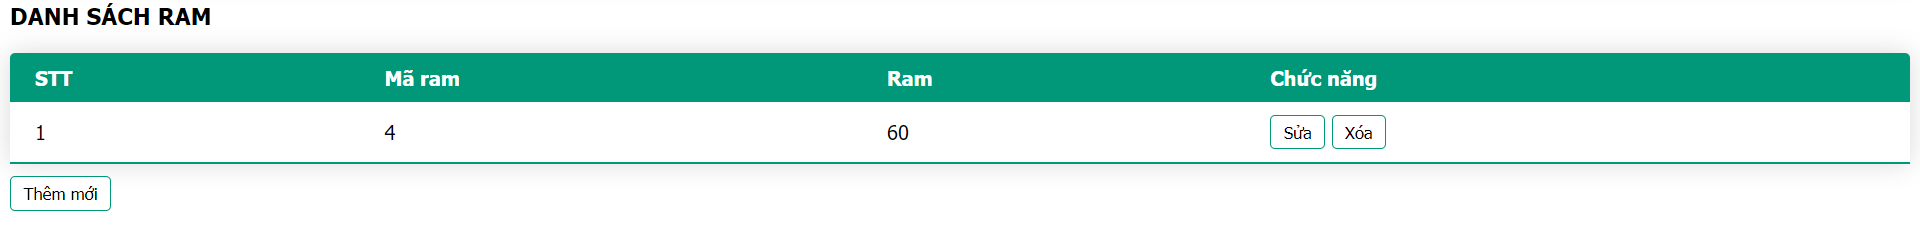 DANH SÁCH RAM
STT Mã ram Ram Chức năng
1 4 60 Sửa Xóa
Thêm mới